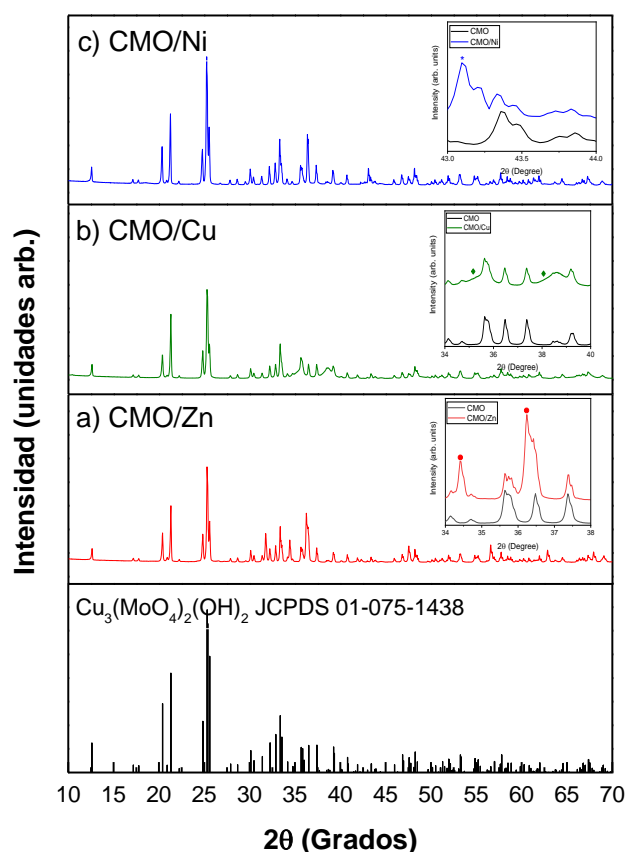 c) CMO/Ni
Intensity (arb. units)
CMO
CMO/Ni
*
43.0 43.5 44.0
2θ (Degree)
b) CMO/Cu
Intensity (arb. units)
CMO
CMO/Cu
34 36 38 40
2θ (Degree)
a) CMO/Zn
Intensity (arb. units)
CMO
CMO/Zn
34 35 36 37 38
2θ (Degree)
Cu₃(MoO₄)₂(OH)₂ JCPDS 01-075-1438
Intensidad (unidades arb.)
10 15 20 25 30 35 40 45 50 55 60 65 70
2θ (Grados)